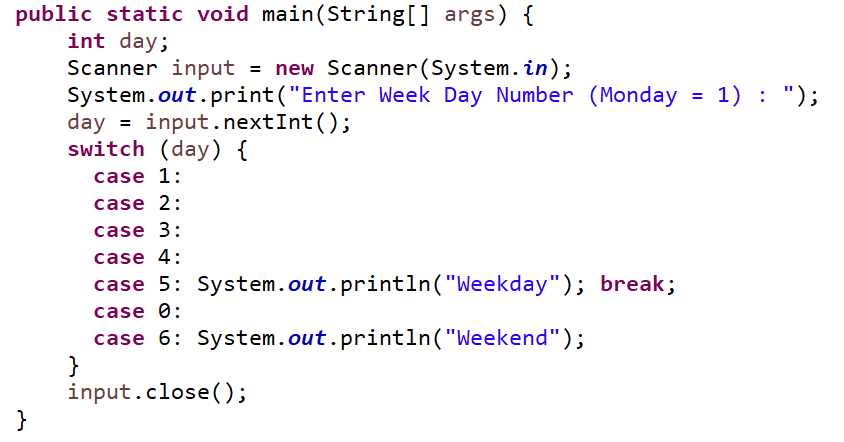 public static void main(String[] args) {
    int day;
    Scanner input = new Scanner(System.in);
    System.out.print("Enter Week Day Number (Monday = 1) : ");
    day = input.nextInt();
    switch (day) {
      case 1:
      case 2:
      case 3:
      case 4:
      case 5: System.out.println("Weekday"); break;
      case 0:
      case 6: System.out.println("Weekend");
    }
    input.close();
}